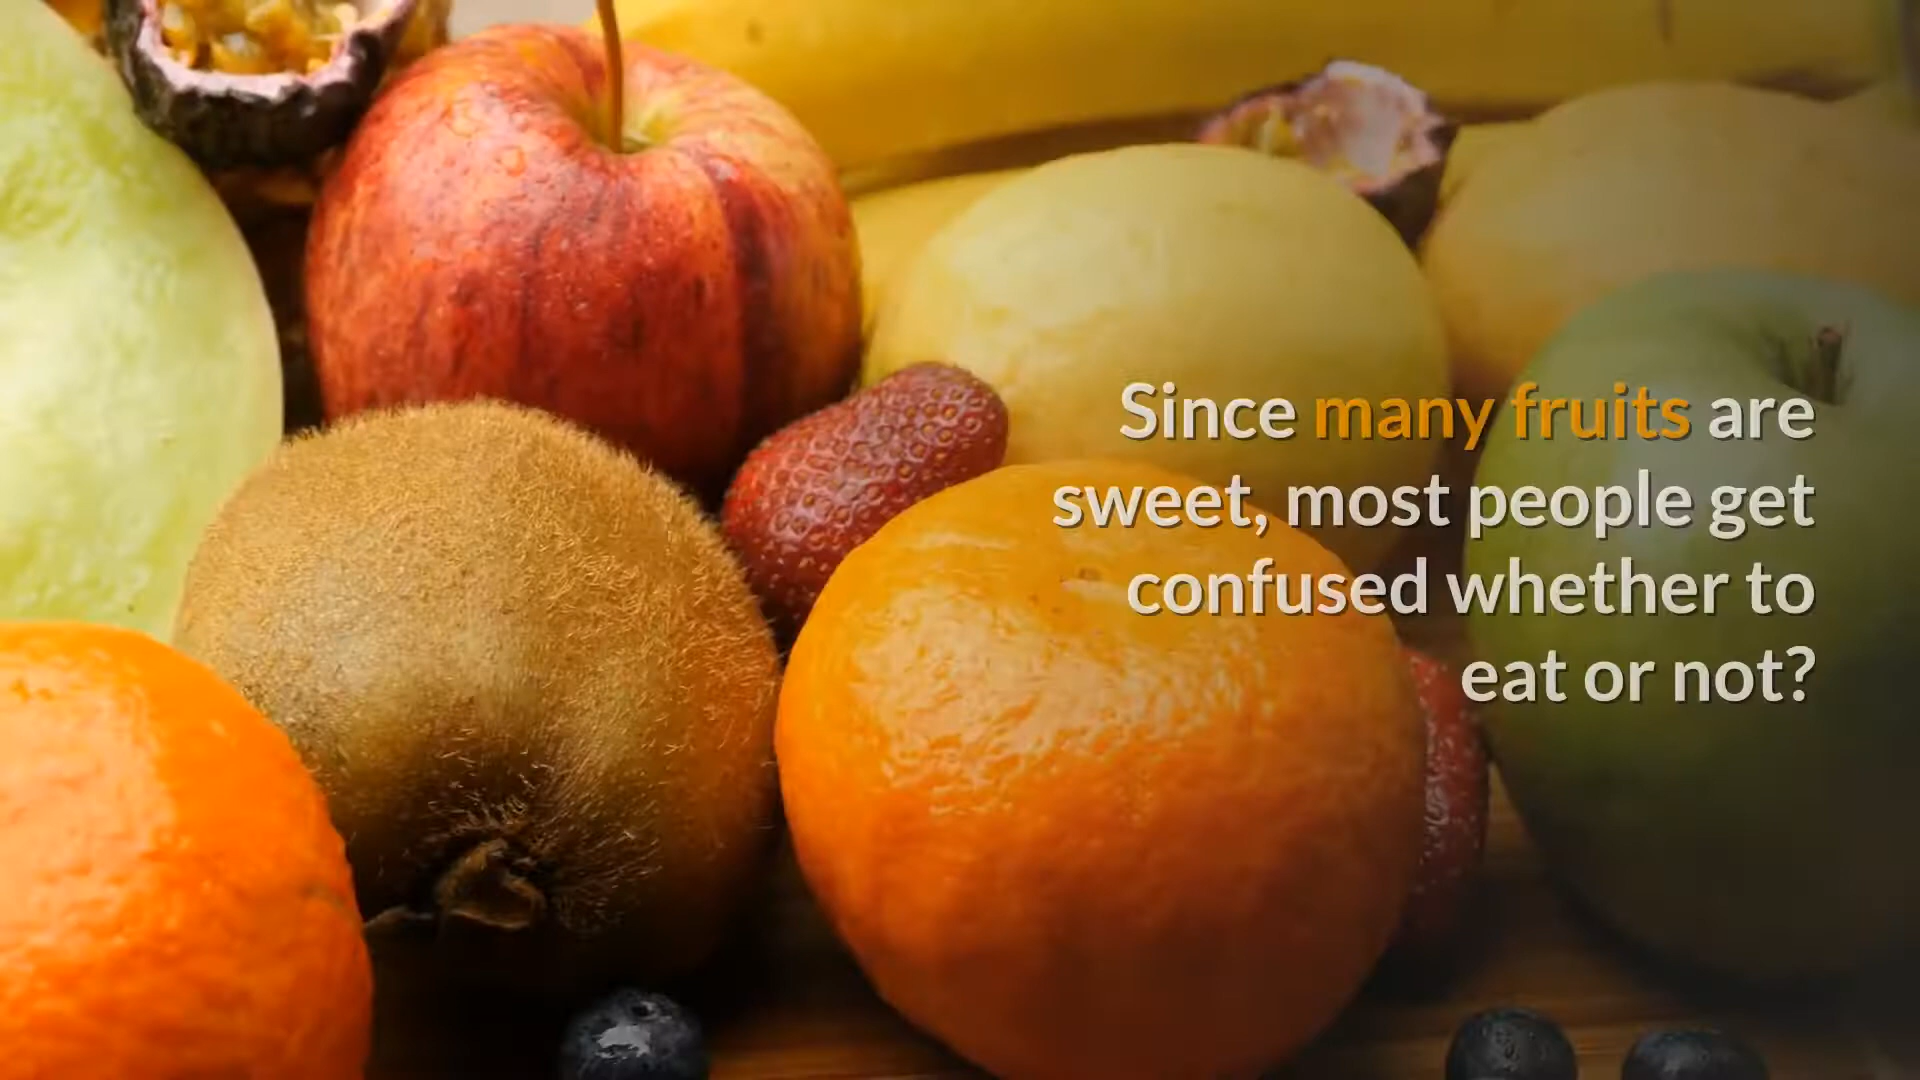 Since many fruits are
sweet, most people get
confused whether to
eat or not?